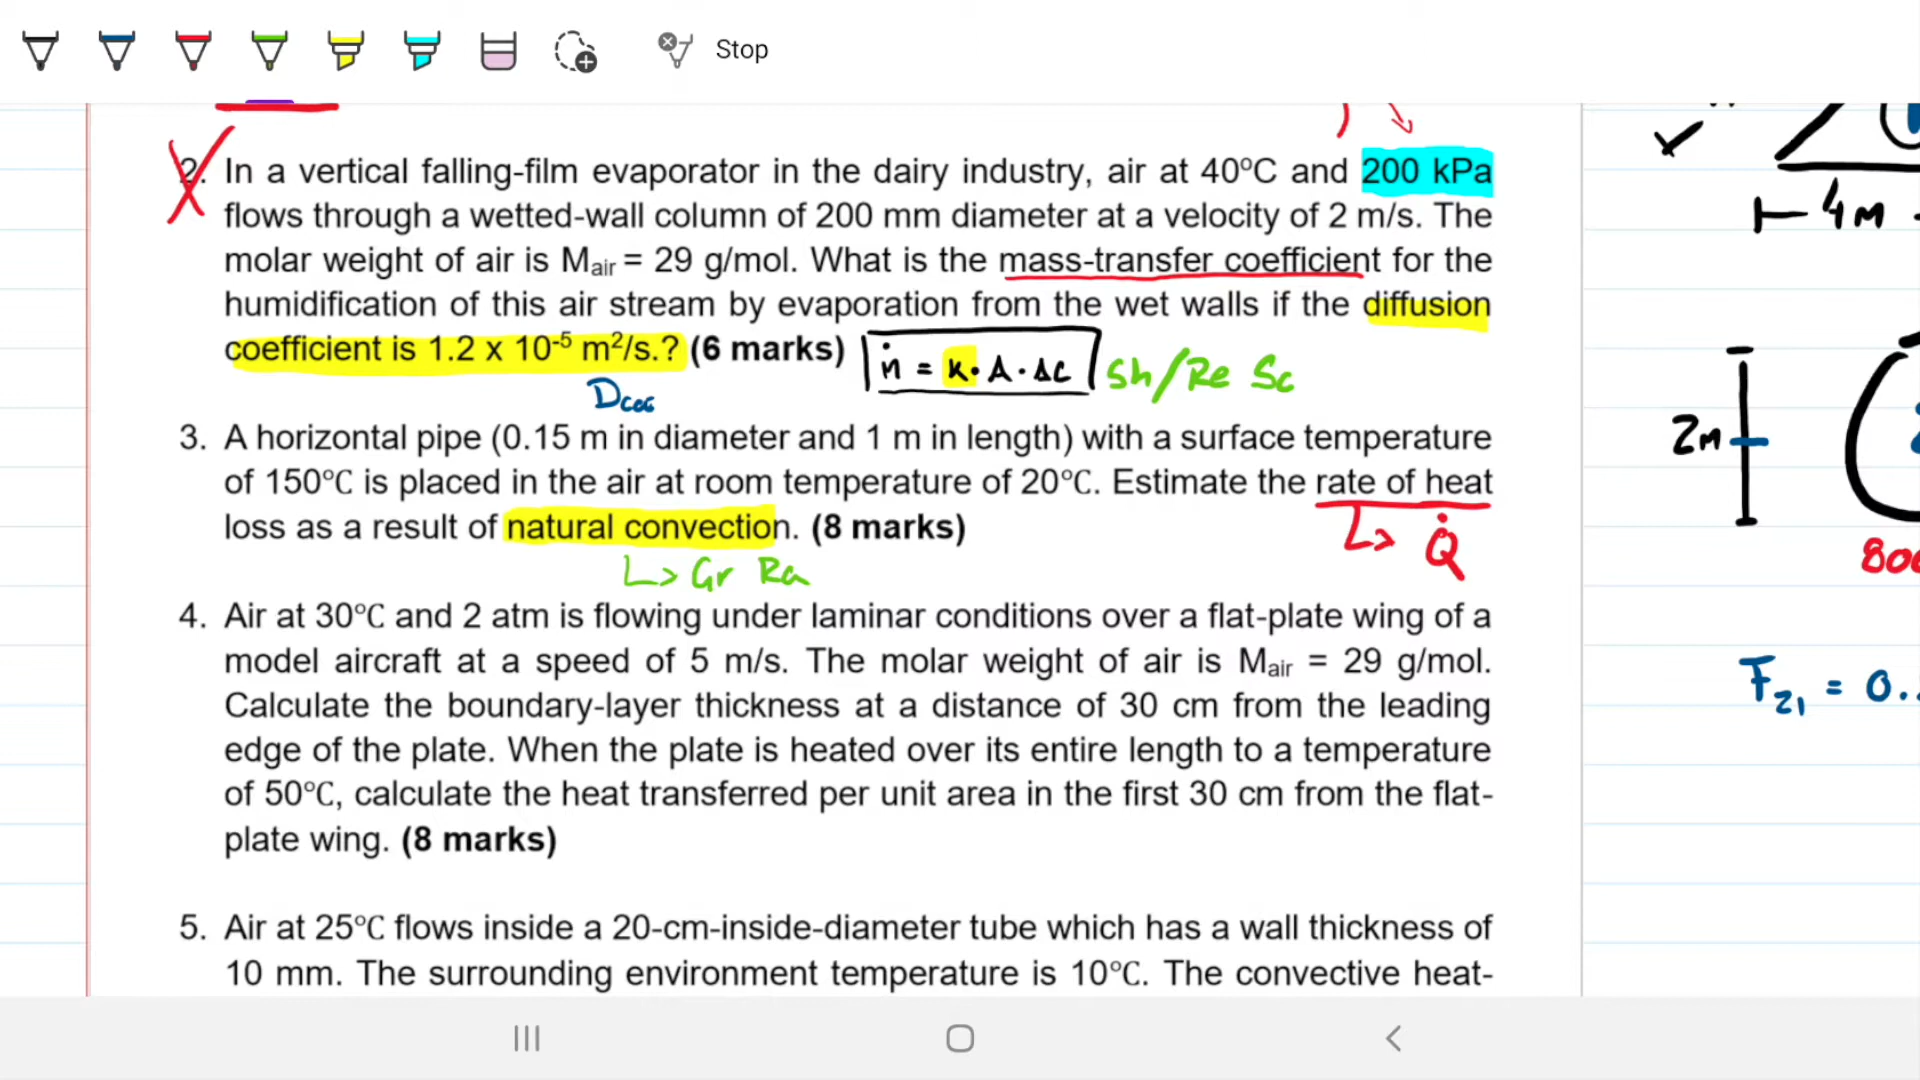 Stop
2. In a vertical falling-film evaporator in the dairy industry, air at 40°C and 200 kPa
flows through a wetted-wall column of 200 mm diameter at a velocity of 2 m/s. The
molar weight of air is Mair = 29 g/mol. What is the mass-transfer coefficient for the
humidification of this air stream by evaporation from the wet walls if the diffusion
coefficient is 1.2 x 10-5 m2/s.? (6 marks) ṅ = k·A·ΔC Sh/Re Sc
3. A horizontal pipe (0.15 m in diameter and 1 m in length) with a surface temperature
of 150°C is placed in the air at room temperature of 20°C. Estimate the rate of heat
loss as a result of natural convection. (8 marks) ↳ Q̇
↳ Gr Ra
4. Air at 30°C and 2 atm is flowing under laminar conditions over a flat-plate wing of a
model aircraft at a speed of 5 m/s. The molar weight of air is Mair = 29 g/mol.
Calculate the boundary-layer thickness at a distance of 30 cm from the leading
edge of the plate. When the plate is heated over its entire length to a temperature
of 50°C, calculate the heat transferred per unit area in the first 30 cm from the flat-
plate wing. (8 marks)
5. Air at 25°C flows inside a 20-cm-inside-diameter tube which has a wall thickness of
10 mm. The surrounding environment temperature is 10°C. The convective heat-
4m
2m
F21 = 0.